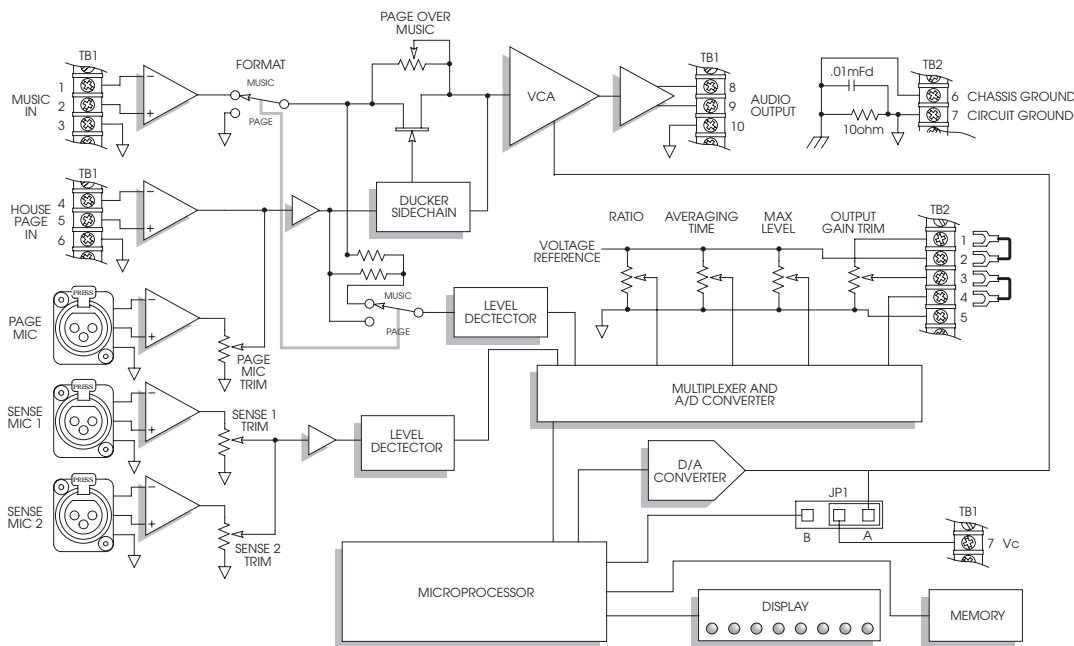 PAGE OVER
MUSIC
TB1
1
2
3
MUSIC
IN
−
+
FORMAT
MUSIC
PAGE
VCA
TB1
8
9
10
AUDIO
OUTPUT
.01mFd
10ohm
TB2
6 CHASSIS GROUND
7 CIRCUIT GROUND
TB1
4
5
6
HOUSE
PAGE
IN
−
+
DUCKER
SIDECHAIN
RATIO
AVERAGING
TIME
MAX
LEVEL
OUTPUT
GAIN TRIM
VOLTAGE
REFERENCE
TB2
1
2
3
4
5
PRESS
PAGE
MIC
−
+
PAGE
MIC
TRIM
MUSIC
PAGE
LEVEL
DECTECTOR
MULTIPLEXER AND
A/D CONVERTER
PRESS
SENSE
MIC 1
−
+
SENSE 1
TRIM
LEVEL
DECTECTOR
D/A
CONVERTER
PRESS
SENSE
MIC 2
−
+
SENSE 2
TRIM
JP1
B
A
TB1
7 Vc
MICROPROCESSOR
DISPLAY
MEMORY